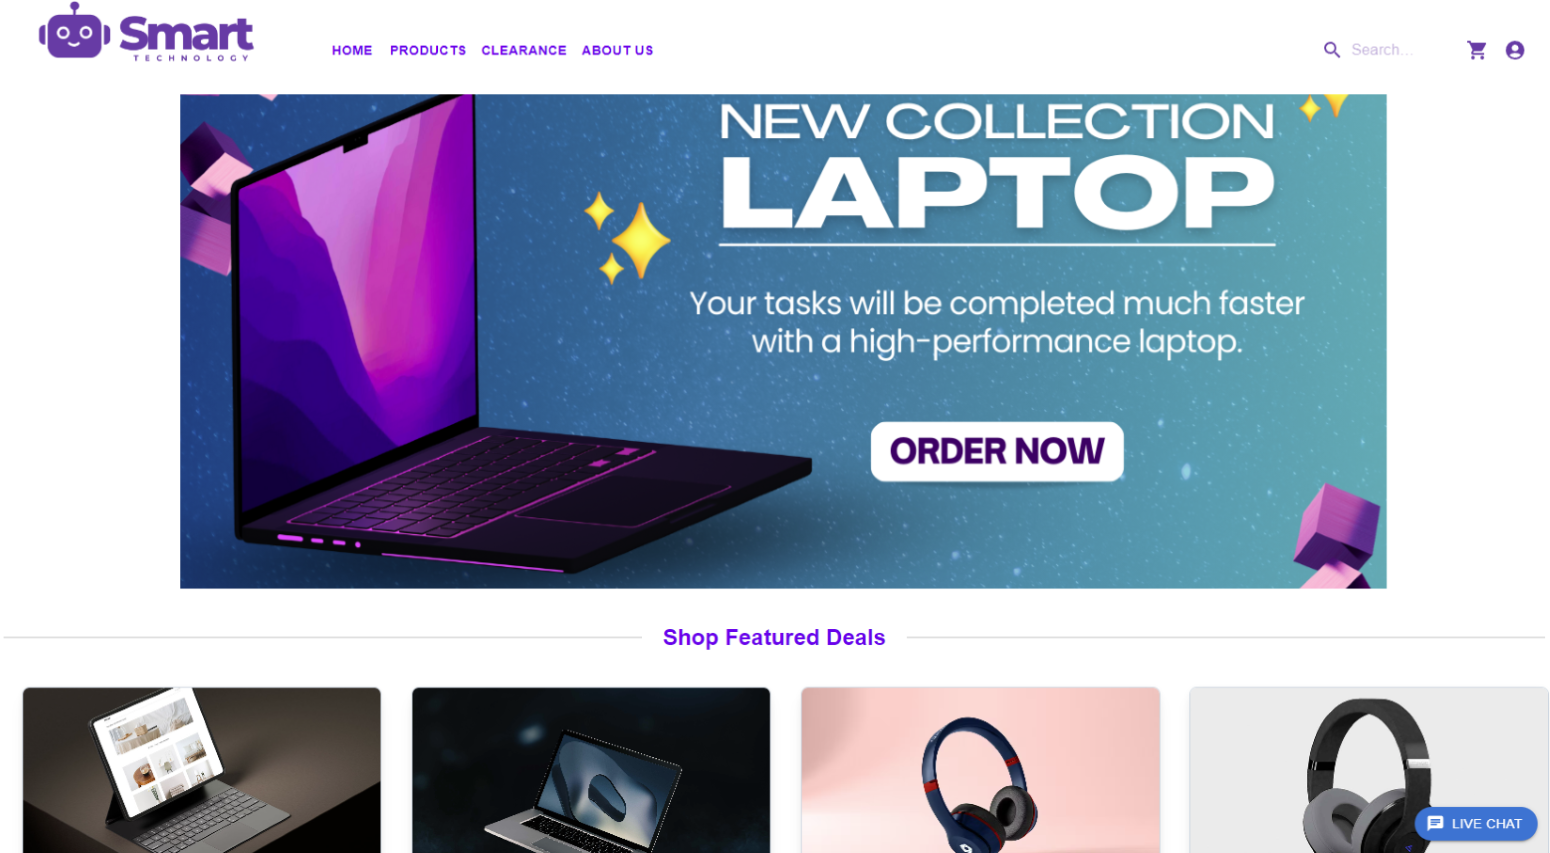 Smart
TECHNOLOGY
HOME PRODUCTS CLEARANCE ABOUT US
Search...
NEW COLLECTION
LAPTOP
Your tasks will be completed much faster
with a high-performance laptop.
ORDER NOW
Shop Featured Deals
LIVE CHAT